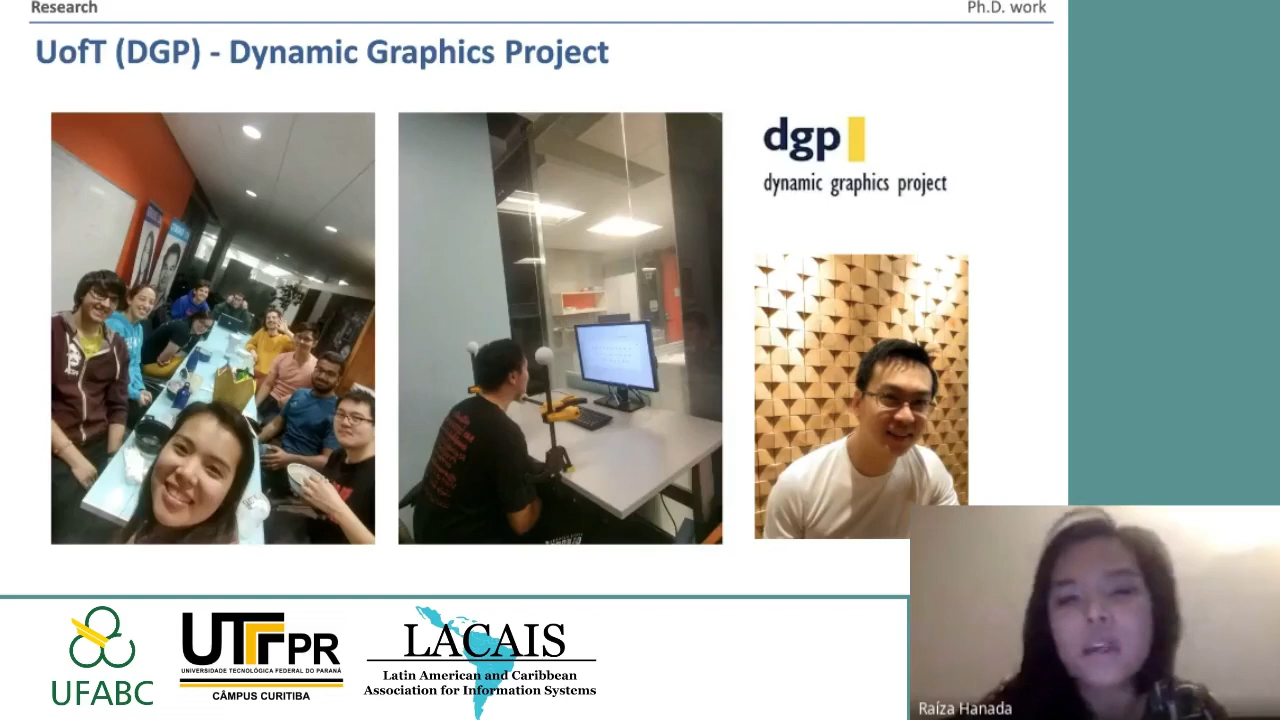 Research
Ph.D. work
UofT (DGP) - Dynamic Graphics Project
dgp
dynamic graphics project
UFABC
UTFPR
UNIVERSIDADE TECNOLÓGICA FEDERAL DO PARANÁ
CÂMPUS CURITIBA
LACAIS
Latin American and Caribbean
Association for Information Systems
Raíza Hanada